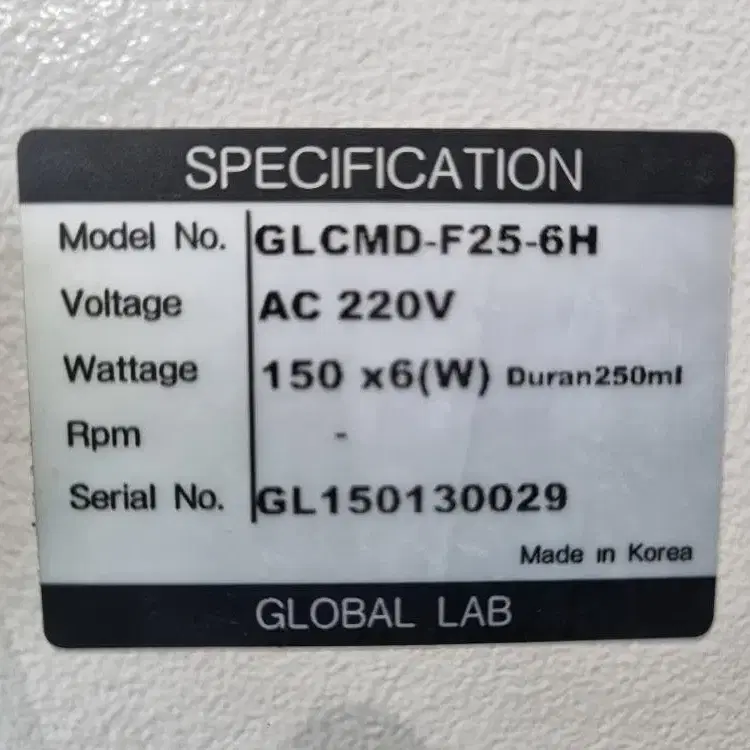 SPECIFICATION
Model No. GLCMD-F25-6H
Voltage AC 220V
Wattage 150 x6(W) Duran250ml
Rpm -
Serial No. GL150130029
Made in Korea
GLOBAL LAB